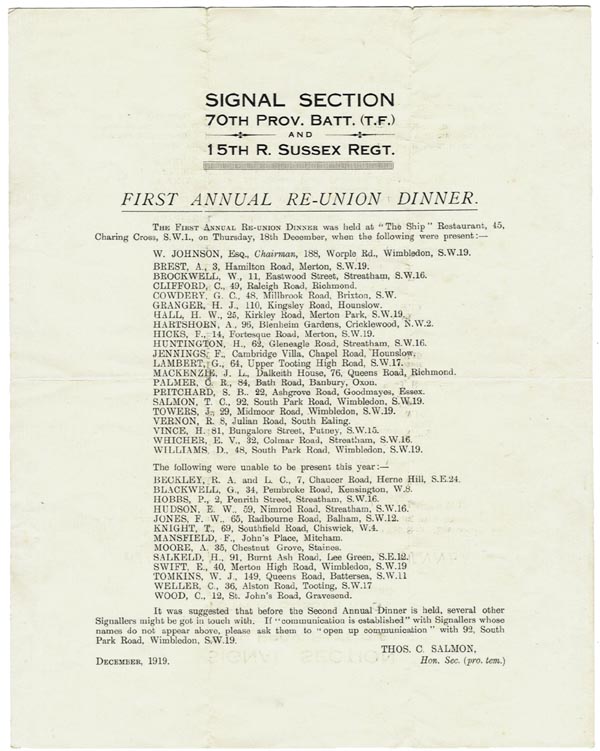 SIGNAL SECTION
70TH PROV. BATT. (T.F.)
AND
15TH R. SUSSEX REGT.
FIRST ANNUAL RE-UNION DINNER.
THE FIRST ANNUAL RE-UNION DINNER was held at "The Ship" Restaurant, 45,
Charing Cross, S.W.1., on Thursday, 18th December, when the following were present:—
W. JOHNSON, Esq., Chairman, 188, Worple Rd., Wimbledon, S.W.19.
BREST, A., 3, Hamilton Road, Merton, S.W.19.
BROCKWELL, W., 11, Eastwood Street, Streatham, S.W.16.
CLIFFORD, C., 49, Raleigh Road, Richmond.
COWDERY, G. C., 48, Millbrook Road, Brixton, S.W.
GRANGER, H. J., 110, Kingsley Road, Hounslow.
HALL, H. W., 25, Kirkley Road, Merton Park, S.W.19.
HARTSHORN, A., 96, Blenheim Gardens, Cricklewood, N.W.2.
HICKS, F., 14, Fortesque Road, Merton, S.W.19.
HUNTINGTON, H., 62, Gleneagle Road, Streatham, S.W.16.
JENNINGS, F., Cambridge Villa, Chapel Road, Hounslow.
LAMBERT, G., 64, Upper Tooting High Road, S.W.17.
MACKENZIE, J. L., Dalkeith House, 76, Queens Road, Richmond.
PALMER, C. R., 84, Bath Road, Banbury, Oxon.
PRITCHARD, S. B., 22, Ashgrove Road, Goodmayes, Essex.
SALMON, T. C., 92, South Park Road, Wimbledon, S.W.19.
TOWERS, J., 29, Midmoor Road, Wimbledon, S.W.19.
VERNON, R. 8, Julian Road, South Ealing.
VINCE, H. 81, Bungalore Street, Putney, S.W.15.
WHICHER, E. V., 32, Colmar Road, Streatham, S.W.16.
WILLIAMS, D., 48, South Park Road, Wimbledon, S.W.19.
The following were unable to be present this year:—
BECKLEY, R. A. and L. C., 7, Chaucer Road, Herne Hill, S.E.24.
BLACKWELL, G., 34, Pembroke Road, Kensington, W.8.
HOBBS, P., 2, Penrith Street, Streatham, S.W.16.
HUDSON, E. W., 59, Nimrod Road, Streatham, S.W.16.
JONES, F. W., 65, Radbourne Road, Balham, S.W.12.
KNIGHT, T., 69, Southfield Road, Chiswick, W.4.
MANSFIELD, F., John's Place, Mitcham.
MOORE, A. 35, Chestnut Grove, Staines.
SALKELD, H., 91, Burnt Ash Road, Lee Green, S.E.12.
SWIFT, E., 40, Merton High Road, Wimbledon, S.W.19
TOMKINS, W. J., 149, Queens Road, Battersea, S.W.11
WELLER, C., 36, Alston Road, Tooting, S.W.17
WOOD, C., 12, St. John's Road, Gravesend.
It was suggested that before the Second Annual Dinner is held, several other
Signallers might be got in touch with. If "communication is established" with Signallers whose
names do not appear above, please ask them to "open up communication" with 92, South
Park Road, Wimbledon, S.W.19.
THOS. C. SALMON,
DECEMBER, 1919. Hon. Sec. (pro. tem.)